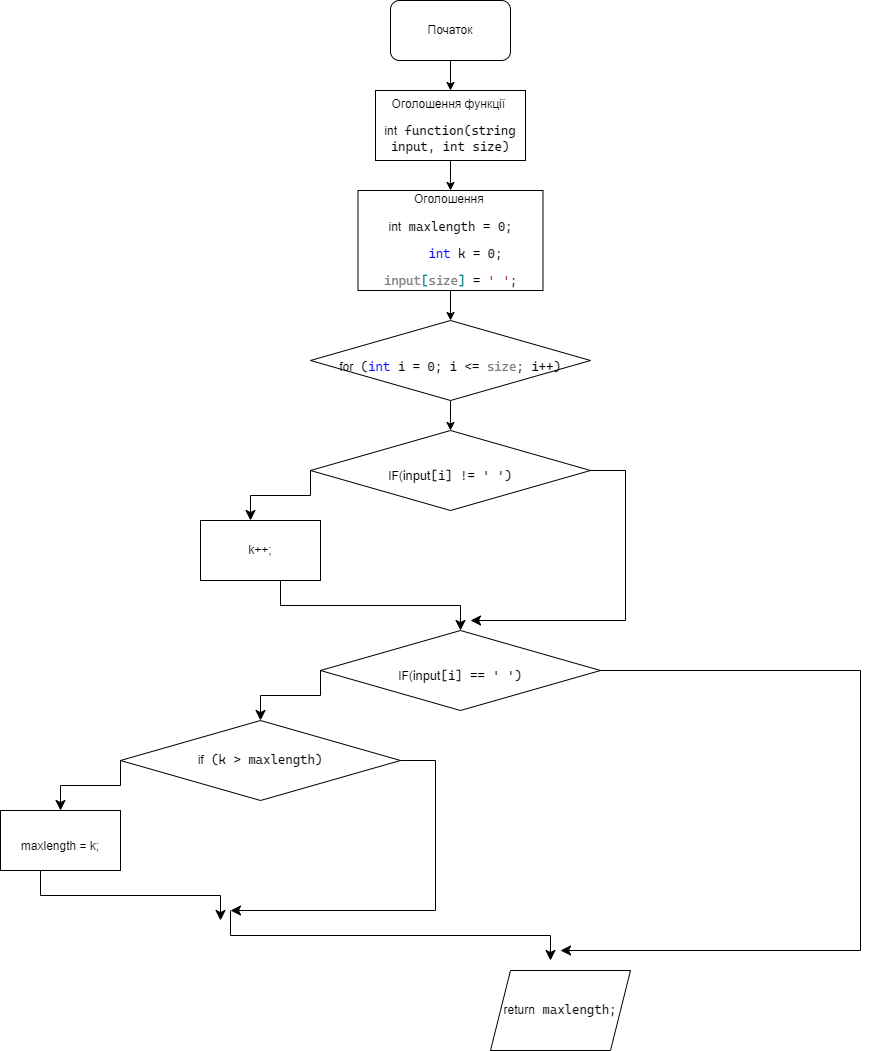 Початок
Оголошення функції
int function(string
input, int size)
Оголошення
int maxlength = 0;
int k = 0;
input[size] = ' ';
for (int i = 0; i <= size; i++)
IF(input[i] != ' ')
k++;
IF(input[i] == ' ')
if (k > maxlength)
maxlength = k;
return maxlength;